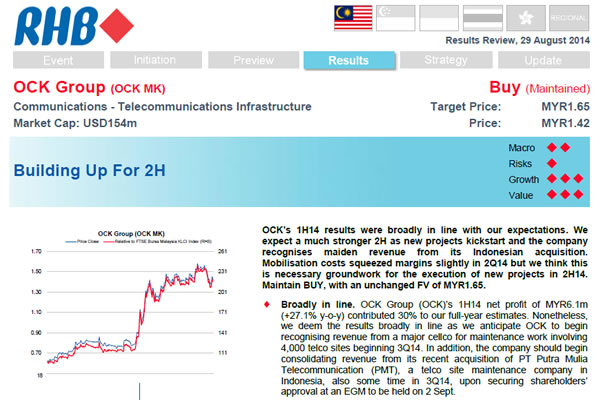 RHB
REGIONAL
Results Review, 29 August 2014
Event Initiation Preview Results Strategy Update
OCK Group (OCK MK) Buy (Maintained)
Communications - Telecommunications Infrastructure Target Price: MYR1.65
Market Cap: USD154m Price: MYR1.42
Macro
Building Up For 2H Risks
Growth
Value
OCK Group (OCK MK)
Price Close Relative to FTSE Bursa Malaysia KLCI Index (RHS)
1.70 261
1.50 231
1.30 201
1.10 171
0.90 141
0.70 111
18
OCK's 1H14 results were broadly in line with our expectations. We
expect a much stronger 2H as new projects kickstart and the company
recognises maiden revenue from its Indonesian acquisition.
Mobilisation costs squeezed margins slightly in 2Q14 but we think this
is necessary groundwork for the execution of new projects in 2H14.
Maintain BUY, with an unchanged FV of MYR1.65.
Broadly in line. OCK Group (OCK)'s 1H14 net profit of MYR6.1m
(+27.1% y-o-y) contributed 30% to our full-year estimates. Nonetheless,
we deem the results broadly in line as we anticipate OCK to begin
recognising revenue from a major cellco for maintenance work involving
4,000 telco sites beginning 3Q14. In addition, the company should begin
consolidating revenue from its recent acquisition of PT Putra Mulia
Telecommunication (PMT), a telco site maintenance company in
Indonesia, also some time in 3Q14, upon securing shareholders'
approval at an EGM to be held on 2 Sept.